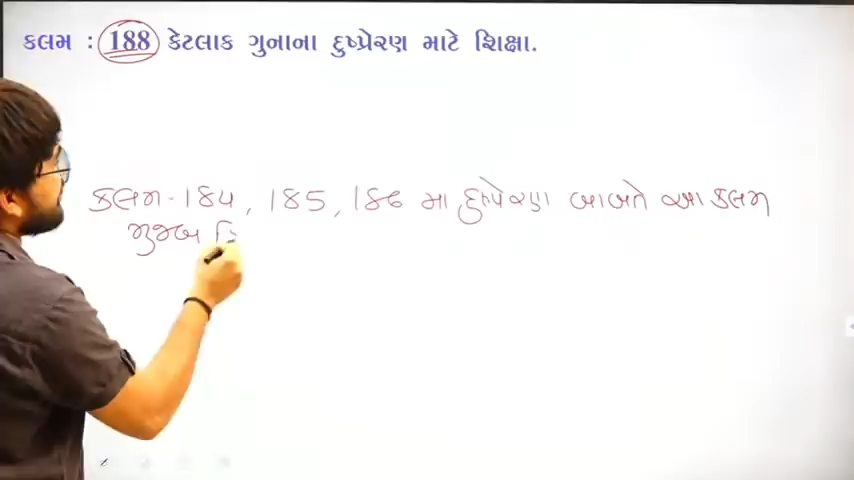 કલમ : 188 કેટલાક ગુનાના દુષ્પ્રેરણ માટે શિક્ષા.
કલમ - 184, 185, 186 મા દુષ્પ્રેરણ બાબતે આ કલમ
મુજબ